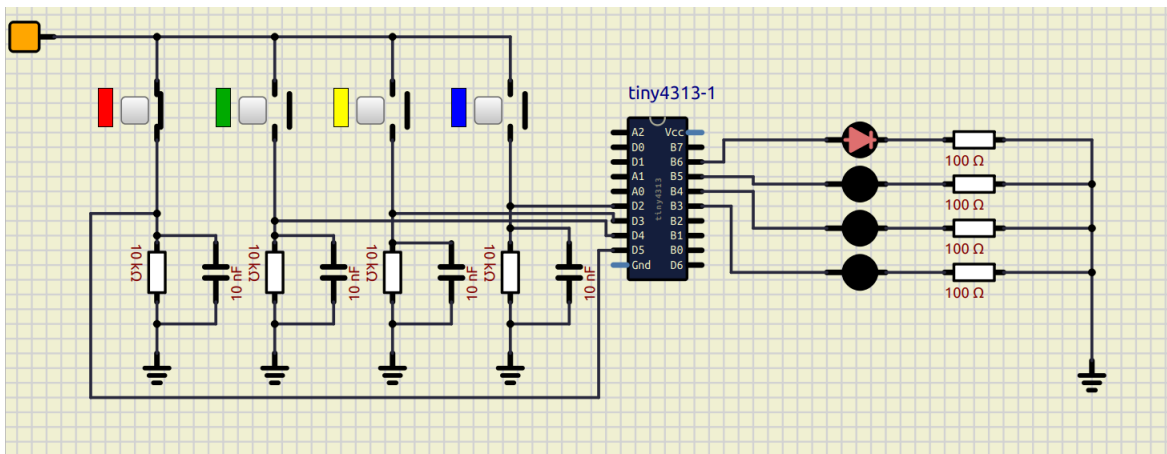 tiny4313-1
A2 Vcc
D0 B7
D1 B6
A1 B5
A0 B4
D2 B3
D3 B2
D4 B1
D5 B0
Gnd D6
tiny4313
100 Ω
100 Ω
100 Ω
100 Ω
10 kΩ
10 nF
10 kΩ
10 nF
10 kΩ
10 nF
10 kΩ
10 nF